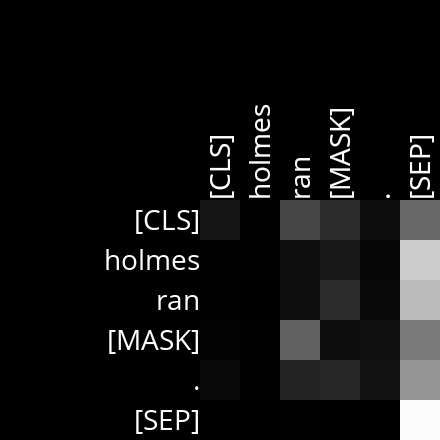 [CLS] holmes ran [MASK] . [SEP]
[CLS]
holmes
ran
[MASK]
.
[SEP]